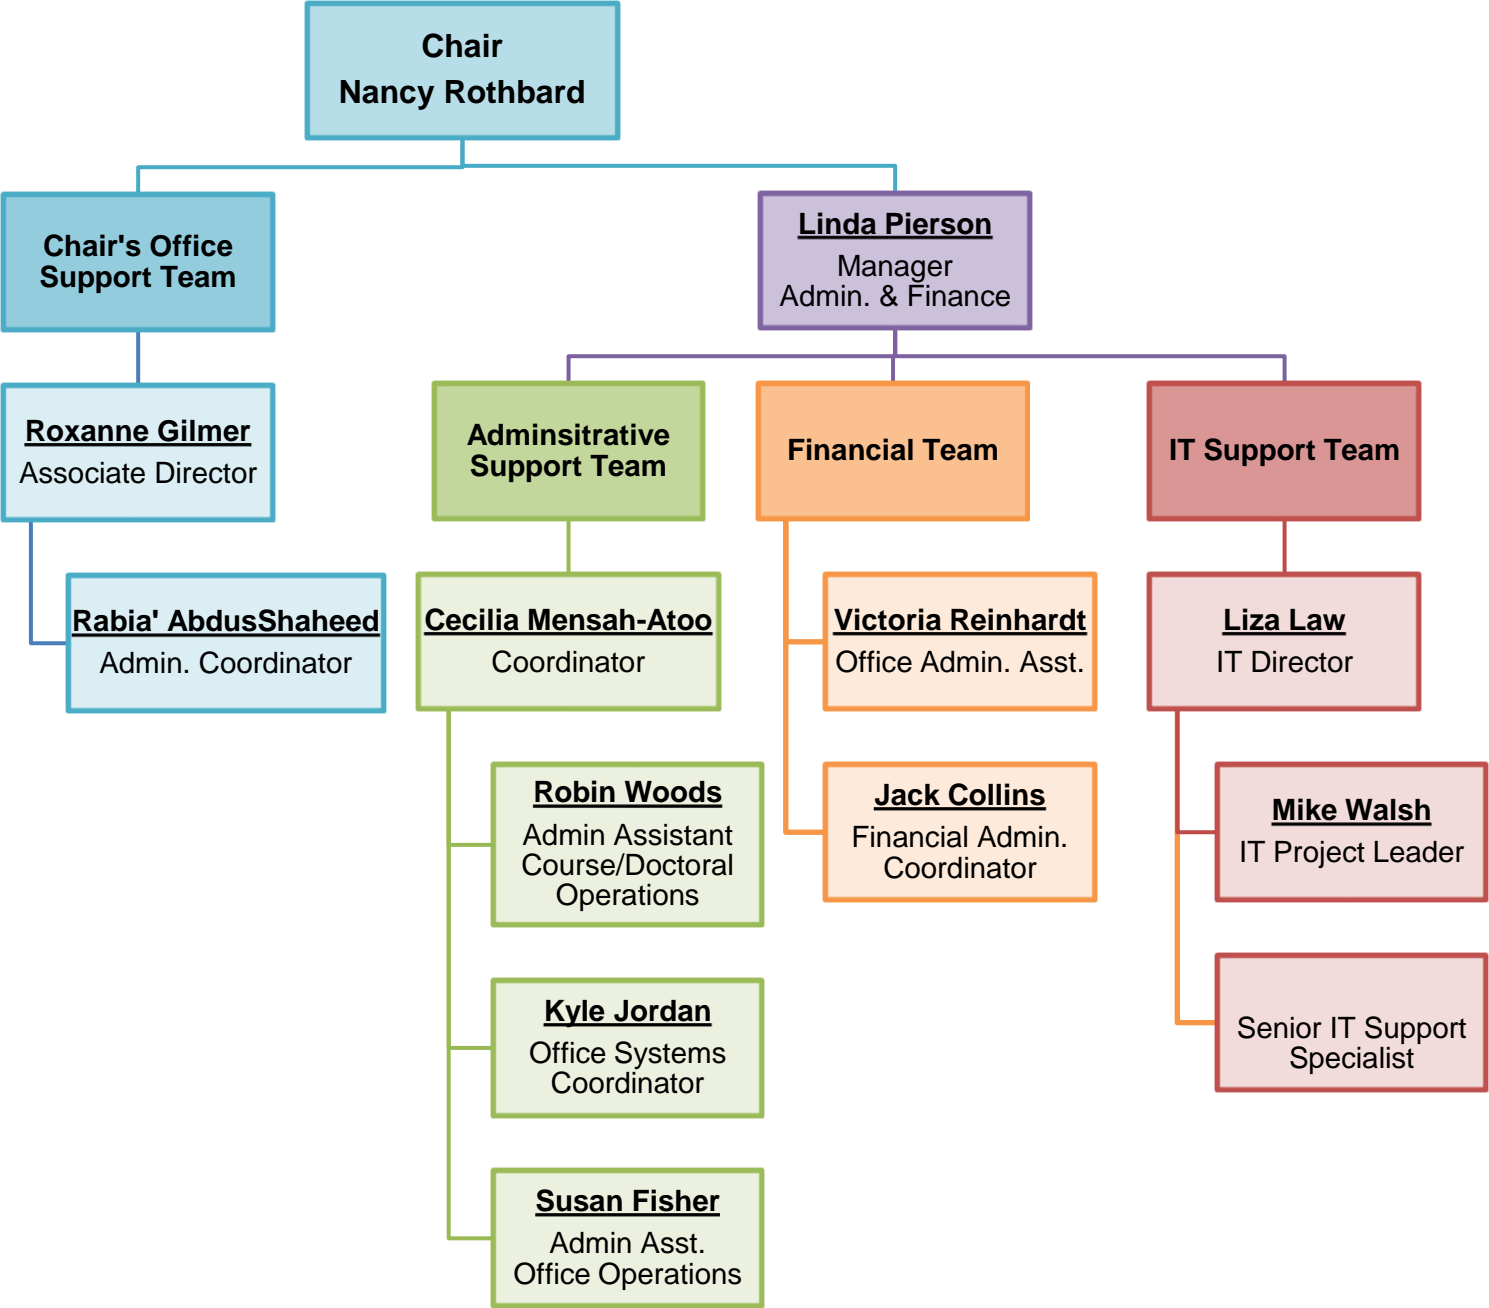 Chair
Nancy Rothbard
Chair's Office
Support Team
Linda Pierson
Manager
Admin. & Finance
Roxanne Gilmer
Associate Director
Rabia' AbdusShaheed
Admin. Coordinator
Adminsitrative
Support Team
Cecilia Mensah-Atoo
Coordinator
Robin Woods
Admin Assistant
Course/Doctoral
Operations
Kyle Jordan
Office Systems
Coordinator
Susan Fisher
Admin Asst.
Office Operations
Financial Team
Victoria Reinhardt
Office Admin. Asst.
Jack Collins
Financial Admin.
Coordinator
IT Support Team
Liza Law
IT Director
Mike Walsh
IT Project Leader
Senior IT Support
Specialist